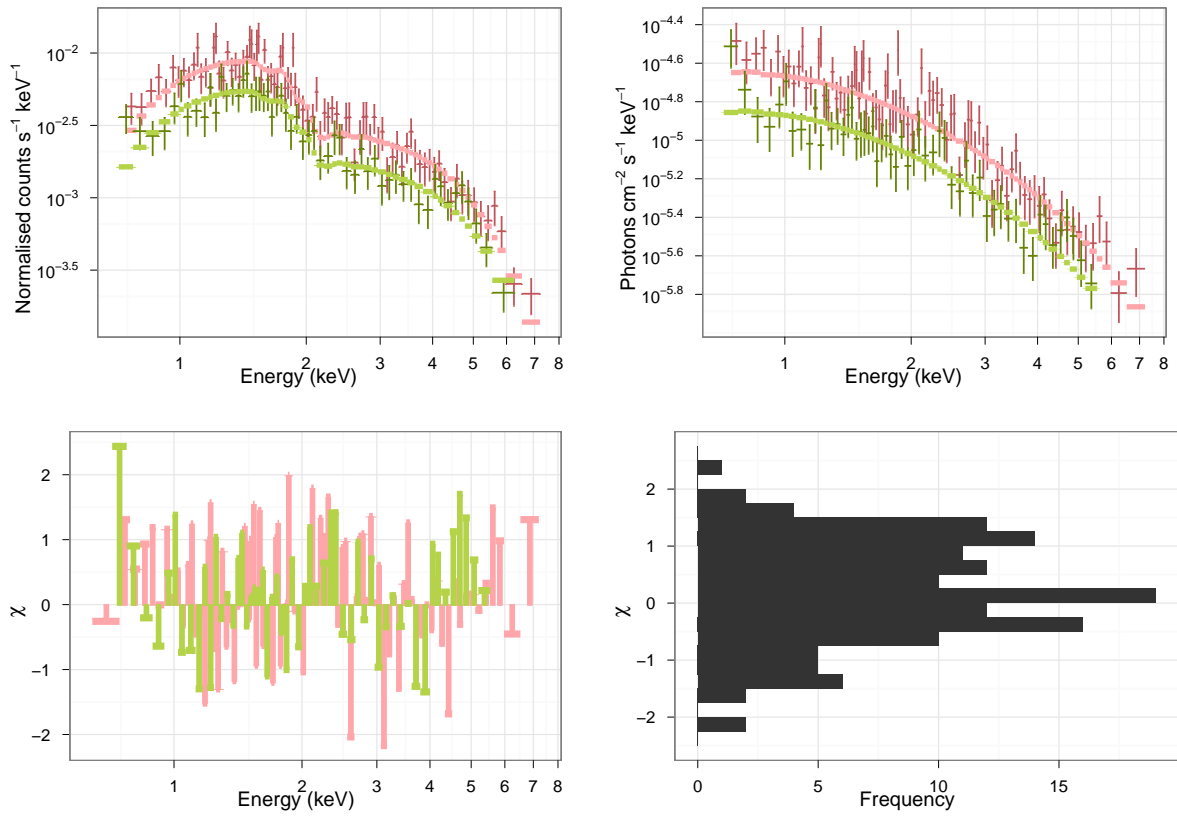 Normalised counts s⁻¹ keV⁻¹
10⁻²
10⁻²·⁵
10⁻³
10⁻³·⁵
1 2 3 4 5 6 7 8
Energy (keV)
Photons cm⁻² s⁻¹ keV⁻¹
10⁻⁴·⁴
10⁻⁴·⁶
10⁻⁴·⁸
10⁻⁵
10⁻⁵·²
10⁻⁵·⁴
10⁻⁵·⁶
10⁻⁵·⁸
1 2 3 4 5 6 7 8
Energy (keV)
χ
2
1
0
−1
−2
1 2 3 4 5 6 7 8
Energy (keV)
χ
2
1
0
−1
−2
0 5 10 15
Frequency